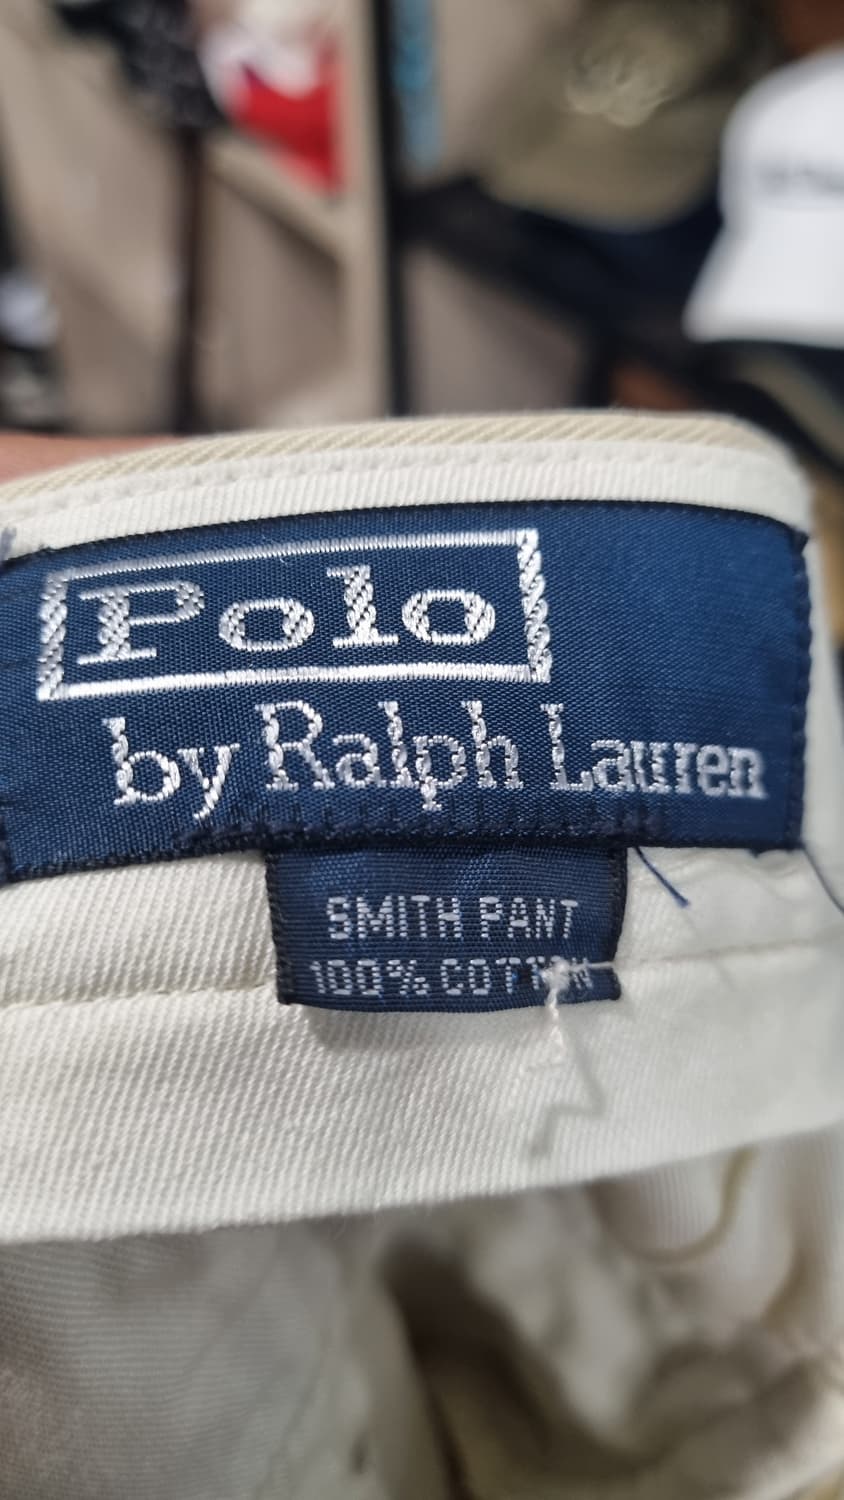 Polo
by Ralph Lauren
SMITH PANT
100% COTTON